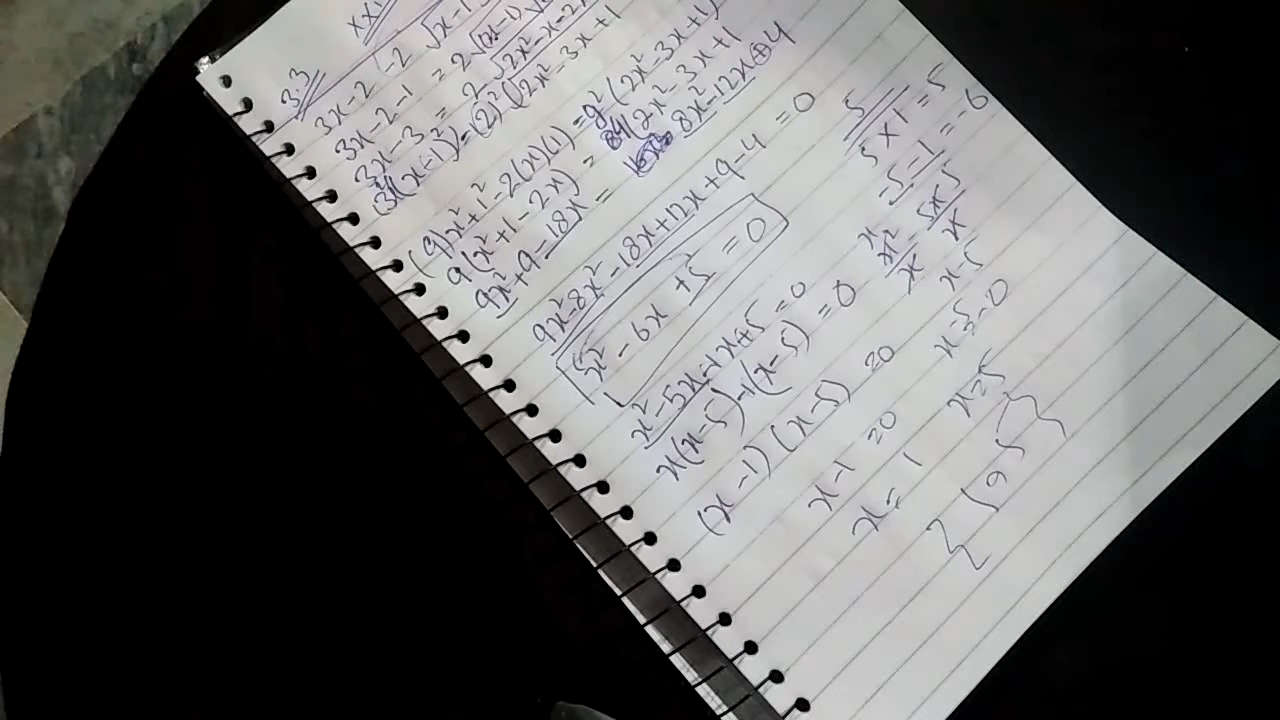 3.3
3x-2 -2 √x-1
3x-2-1 = 2√(x-1)
3x-3 = 2 √2x²-x-2x
(3)²(x-1)² = (2)² (√2x²-3x+1
(9)x²+1²-2(x)(1) = 2² (2x²-3x+1)
9(x²+1-2x) = 4(2x²-3x+1
9x²+9-18x = 8x²-12x+4
9x²-8x²-18x+12x+9-4=0
x²-6x+5=0
x²-5x-1x+5=0
x(x-5)-1(x-5)=0
(x-1)(x-5)=0
x-1=0
x=1
5
5×1=5
-5-1=-6
x
x² 5x5
x x
x-5
x-5=0
x=5
{1,5}